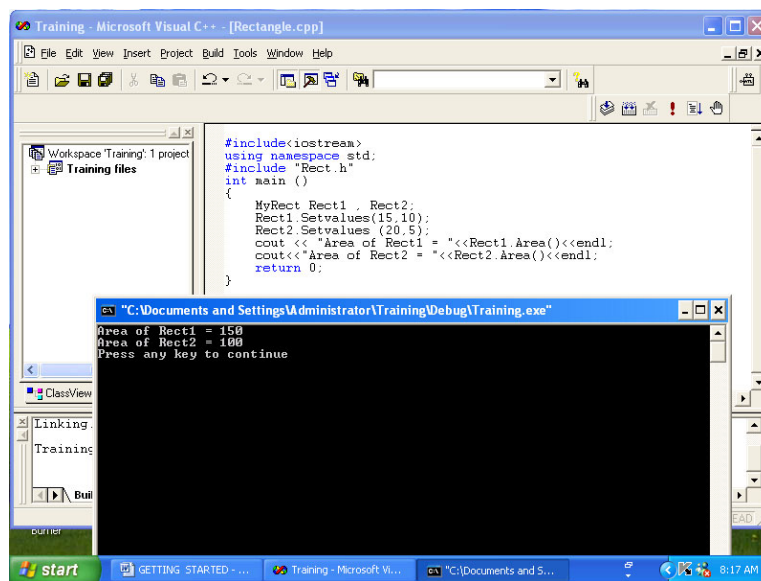 Training - Microsoft Visual C++ - [Rectangle.cpp]
File Edit View Insert Project Build Tools Window Help
Workspace 'Training': 1 project
Training files
#include<iostream>
using namespace std;
#include "Rect.h"
int main ()
{
MyRect Rect1 , Rect2;
Rect1.Setvalues(15,10);
Rect2.Setvalues (20,5);
cout << "Area of Rect1 = "<<Rect1.Area()<<endl;
cout<<"Area of Rect2 = "<<Rect2.Area()<<endl;
return 0;
}
"C:\Documents and Settings\Administrator\Training\Debug\Training.exe"
Area of Rect1 = 150
Area of Rect2 = 100
Press any key to continue
ClassView
Linking.
Training
Buil
EAD
Burner
start
GETTING STARTED - ...
Training - Microsoft Vi...
"C:\Documents and S...
8:17 AM